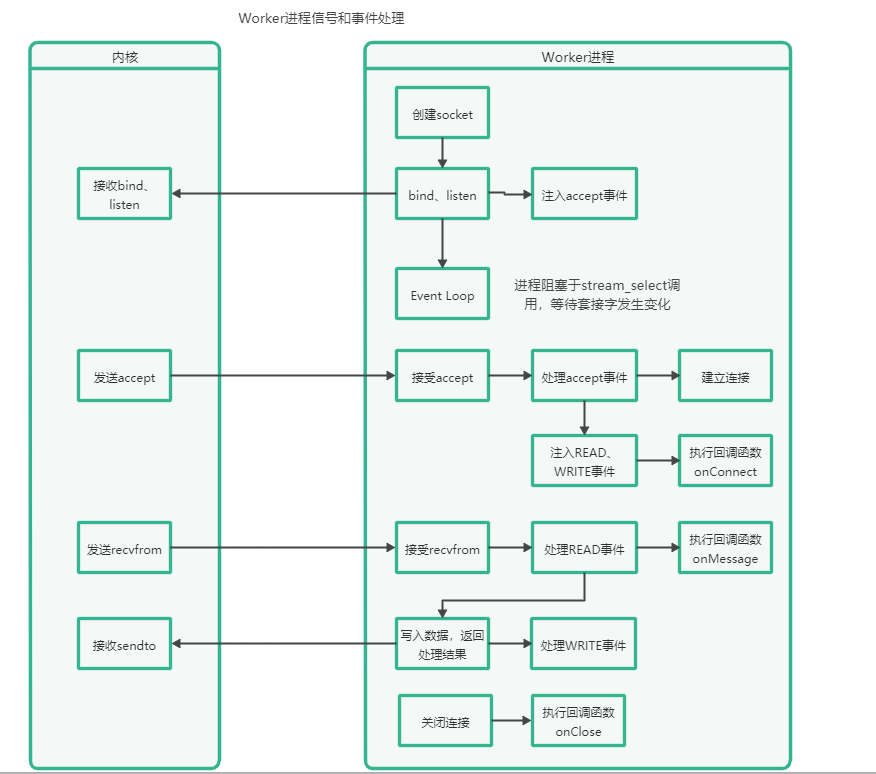 Worker进程信号和事件处理
内核
Worker进程
创建socket
接收bind、
listen
bind、listen
注入accept事件
Event Loop
进程阻塞于stream_select调
用，等待套接字发生变化
发送accept
接受accept
处理accept事件
建立连接
注入READ、
WRITE事件
执行回调函数
onConnect
发送recvfrom
接受recvfrom
处理READ事件
执行回调函数
onMessage
接收sendto
写入数据，返回
处理结果
处理WRITE事件
关闭连接
执行回调函数
onClose